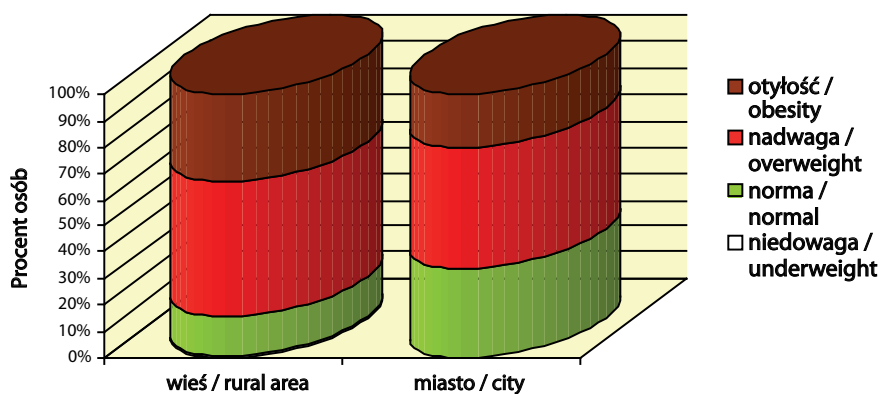 100%
90%
80%
70%
60%
50%
40%
30%
20%
10%
0%
Procent osób
wieś / rural area
miasto / city
otyłość /
obesity
nadwaga /
overweight
norma /
normal
niedowaga /
underweight